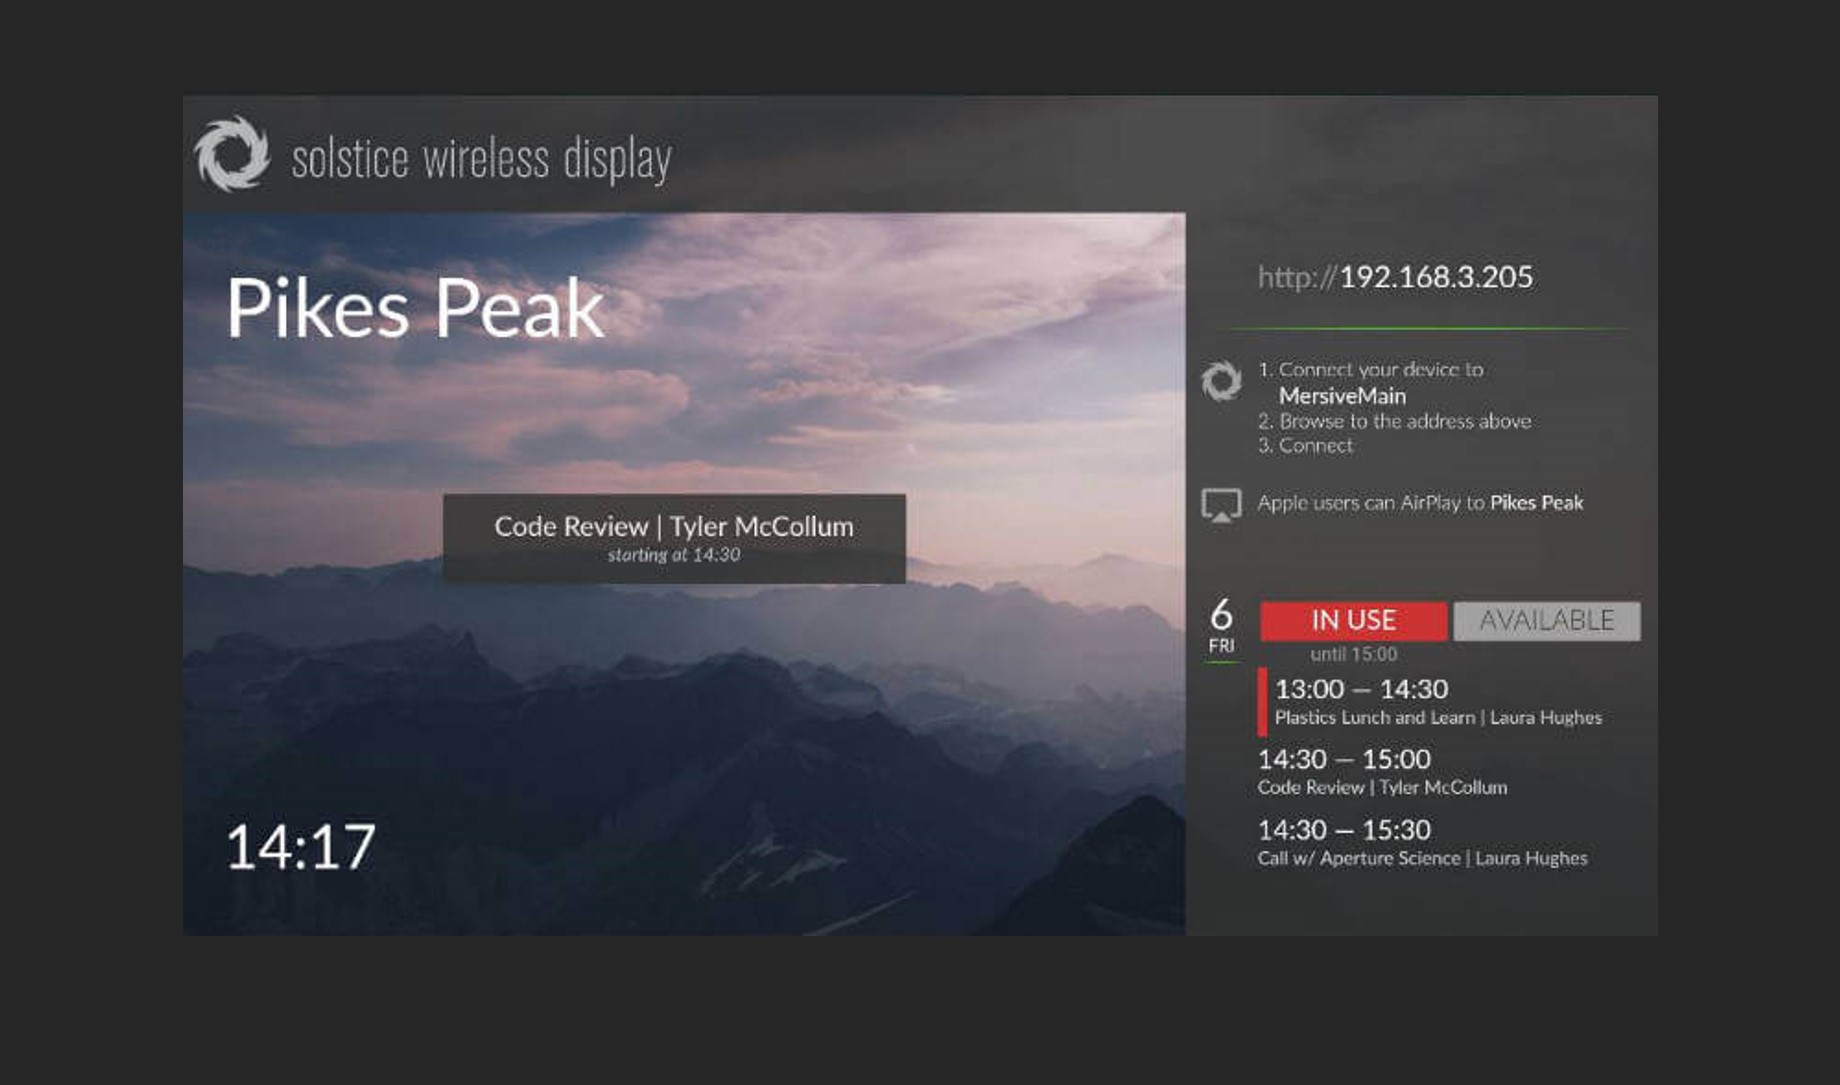 solstice wireless display
Pikes Peak
Code Review | Tyler McCollum
starting at 14:30
14:17
http://192.168.3.205
1. Connect your device to
MersiveMain
2. Browse to the address above
3. Connect
Apple users can AirPlay to Pikes Peak
6
FRI
IN USE
AVAILABLE
until 15:00
13:00 — 14:30
Plastics Lunch and Learn | Laura Hughes
14:30 — 15:00
Code Review | Tyler McCollum
14:30 — 15:30
Call w/ Aperture Science | Laura Hughes